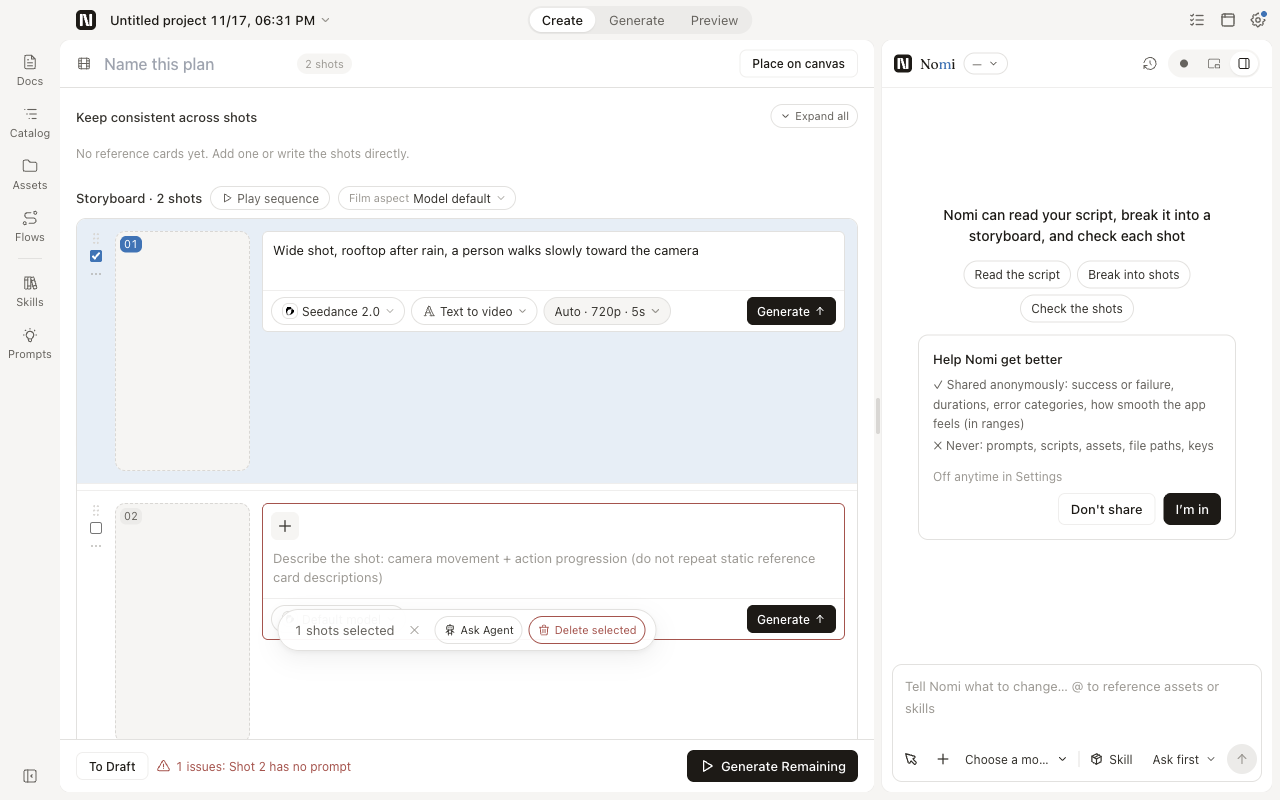 Untitled project 11/17, 06:31 PM
Create
Generate
Preview
Docs
Catalog
Assets
Flows
Skills
Prompts
Name this plan
2 shots
Place on canvas
Keep consistent across shots
Expand all
No reference cards yet. Add one or write the shots directly.
Storyboard · 2 shots
Play sequence
Film aspect Model default
01
Wide shot, rooftop after rain, a person walks slowly toward the camera
Seedance 2.0
Text to video
Auto · 720p · 5s
Generate
02
Describe the shot: camera movement + action progression (do not repeat static reference
card descriptions)
Generate
1 shots selected
Ask Agent
Delete selected
To Draft
1 issues: Shot 2 has no prompt
Generate Remaining
Nomi
—
Nomi can read your script, break it into a
storyboard, and check each shot
Read the script
Break into shots
Check the shots
Help Nomi get better
✓ Shared anonymously: success or failure,
durations, error categories, how smooth the app
feels (in ranges)
✕ Never: prompts, scripts, assets, file paths, keys
Off anytime in Settings
Don't share
I'm in
Tell Nomi what to change... @ to reference assets or
skills
Choose a mo...
Skill
Ask first